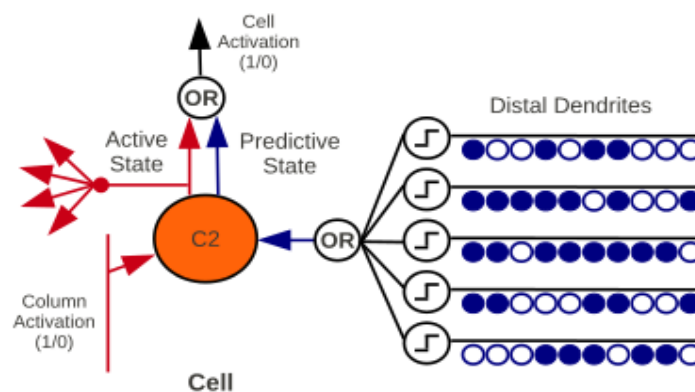 Cell
Activation
(1/0)
OR
Distal Dendrites
Active
State
Predictive
State
C2
OR
Column
Activation
(1/0)
Cell